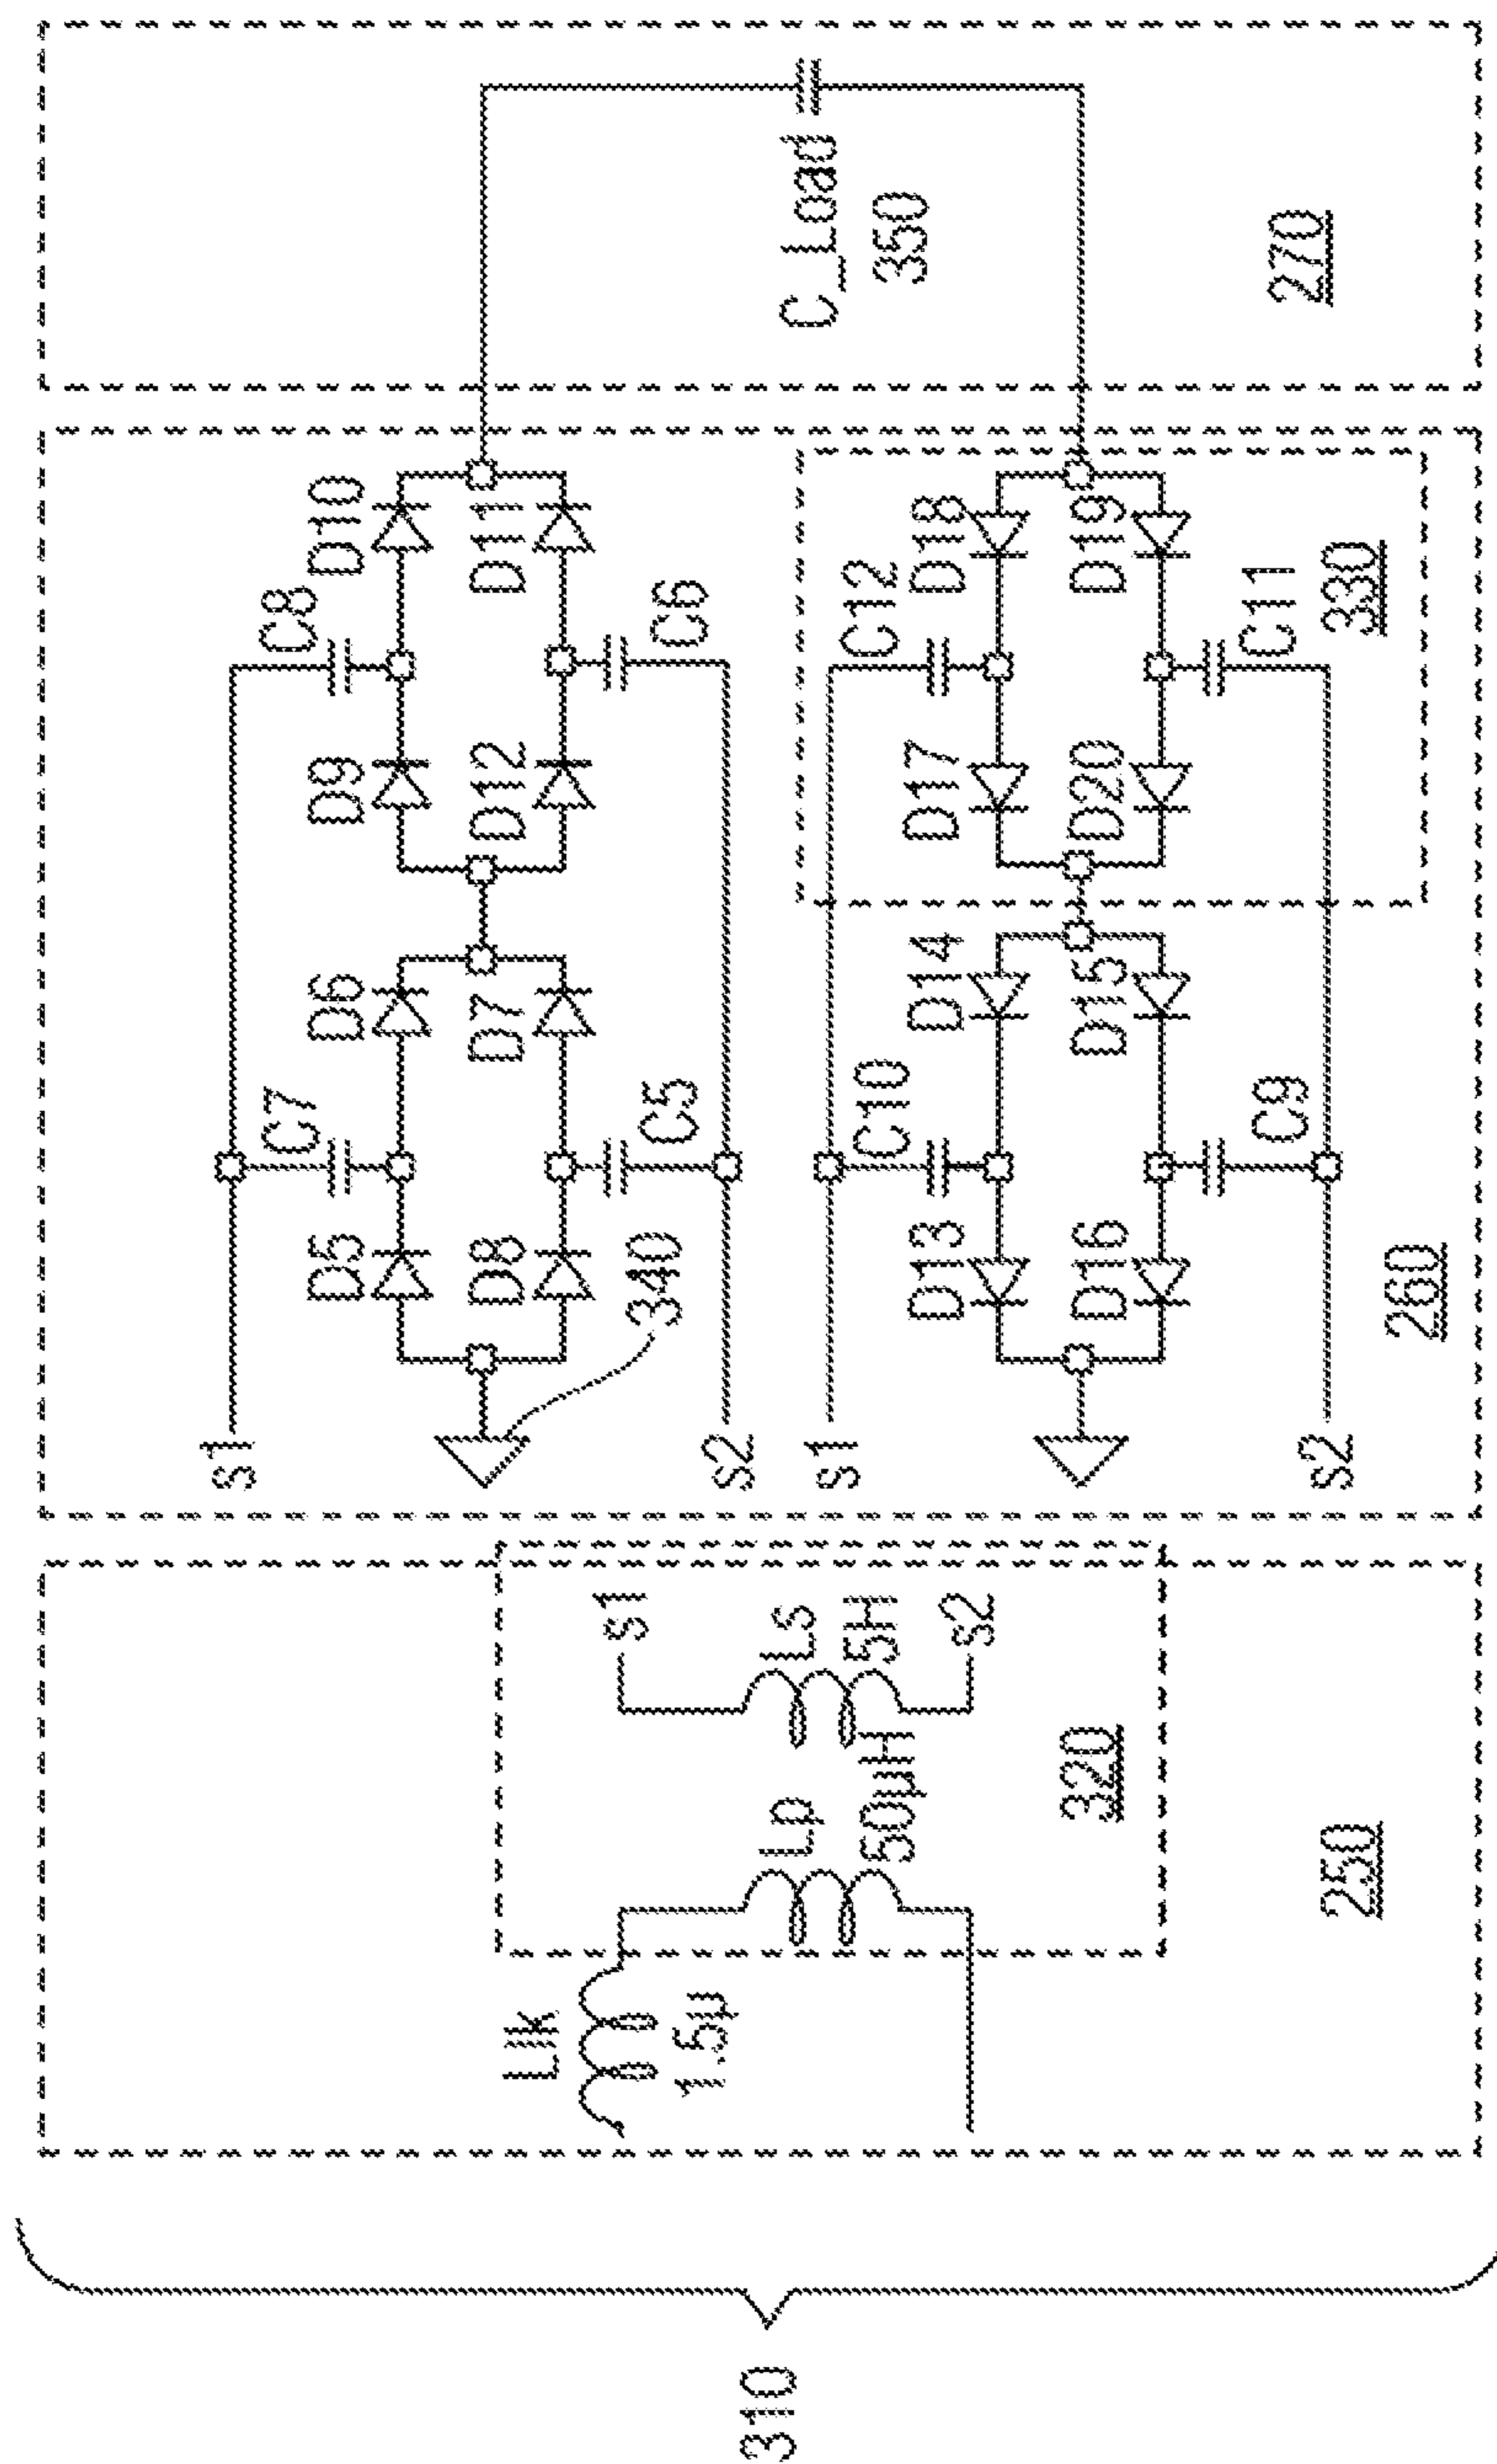 310
250
Llk
1.5µ
Lp
50µH
Ls
5H
s1
s2
320
260
s1
340
s2
D5
D8
C7
C5
D6
D7
D9
D12
C8
C6
D10
D11
s1
s2
D13
D16
C10
C9
D14
D15
D17
D20
C12
C11
D18
D19
330
C_Load
350
270